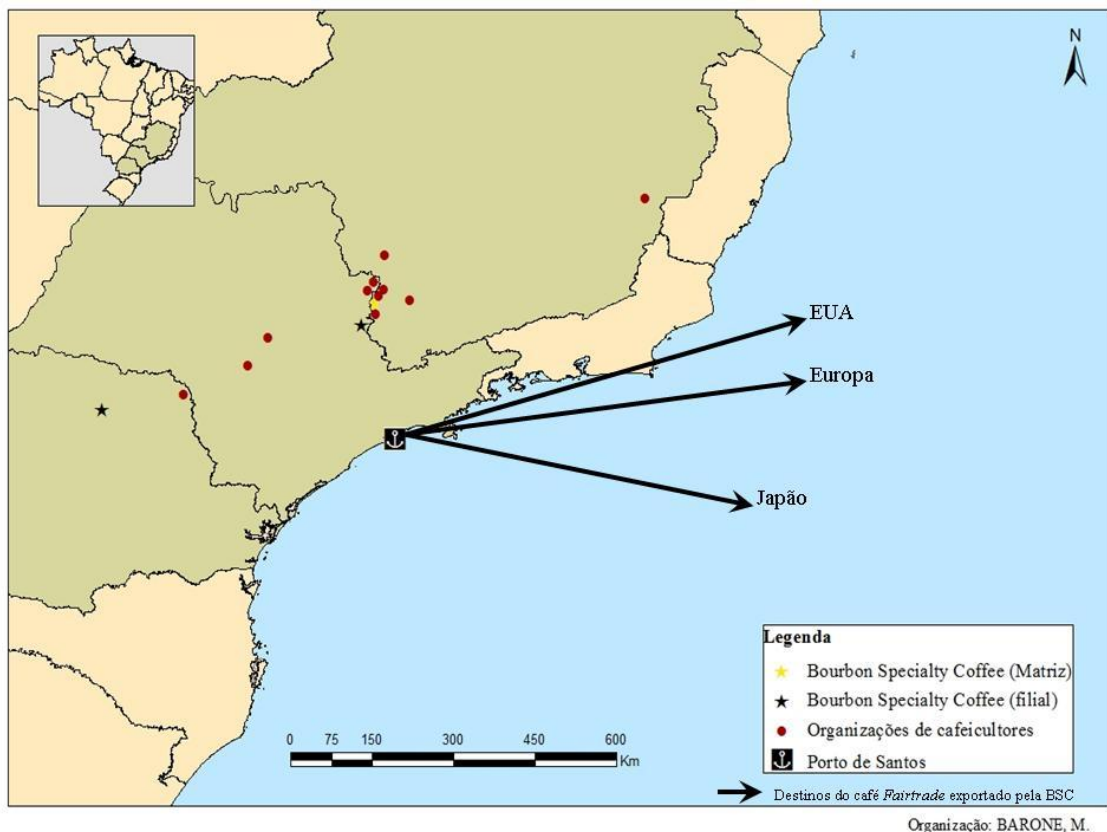 N
EUA
Europa
Japão
Legenda
Bourbon Specialty Coffee (Matriz)
Bourbon Specialty Coffee (filial)
Organizações de cafeicultores
Porto de Santos
Destinos do café Fairtrade exportado pela BSC
0 75 150 300 450 600
Km
Organização: BARONE, M.